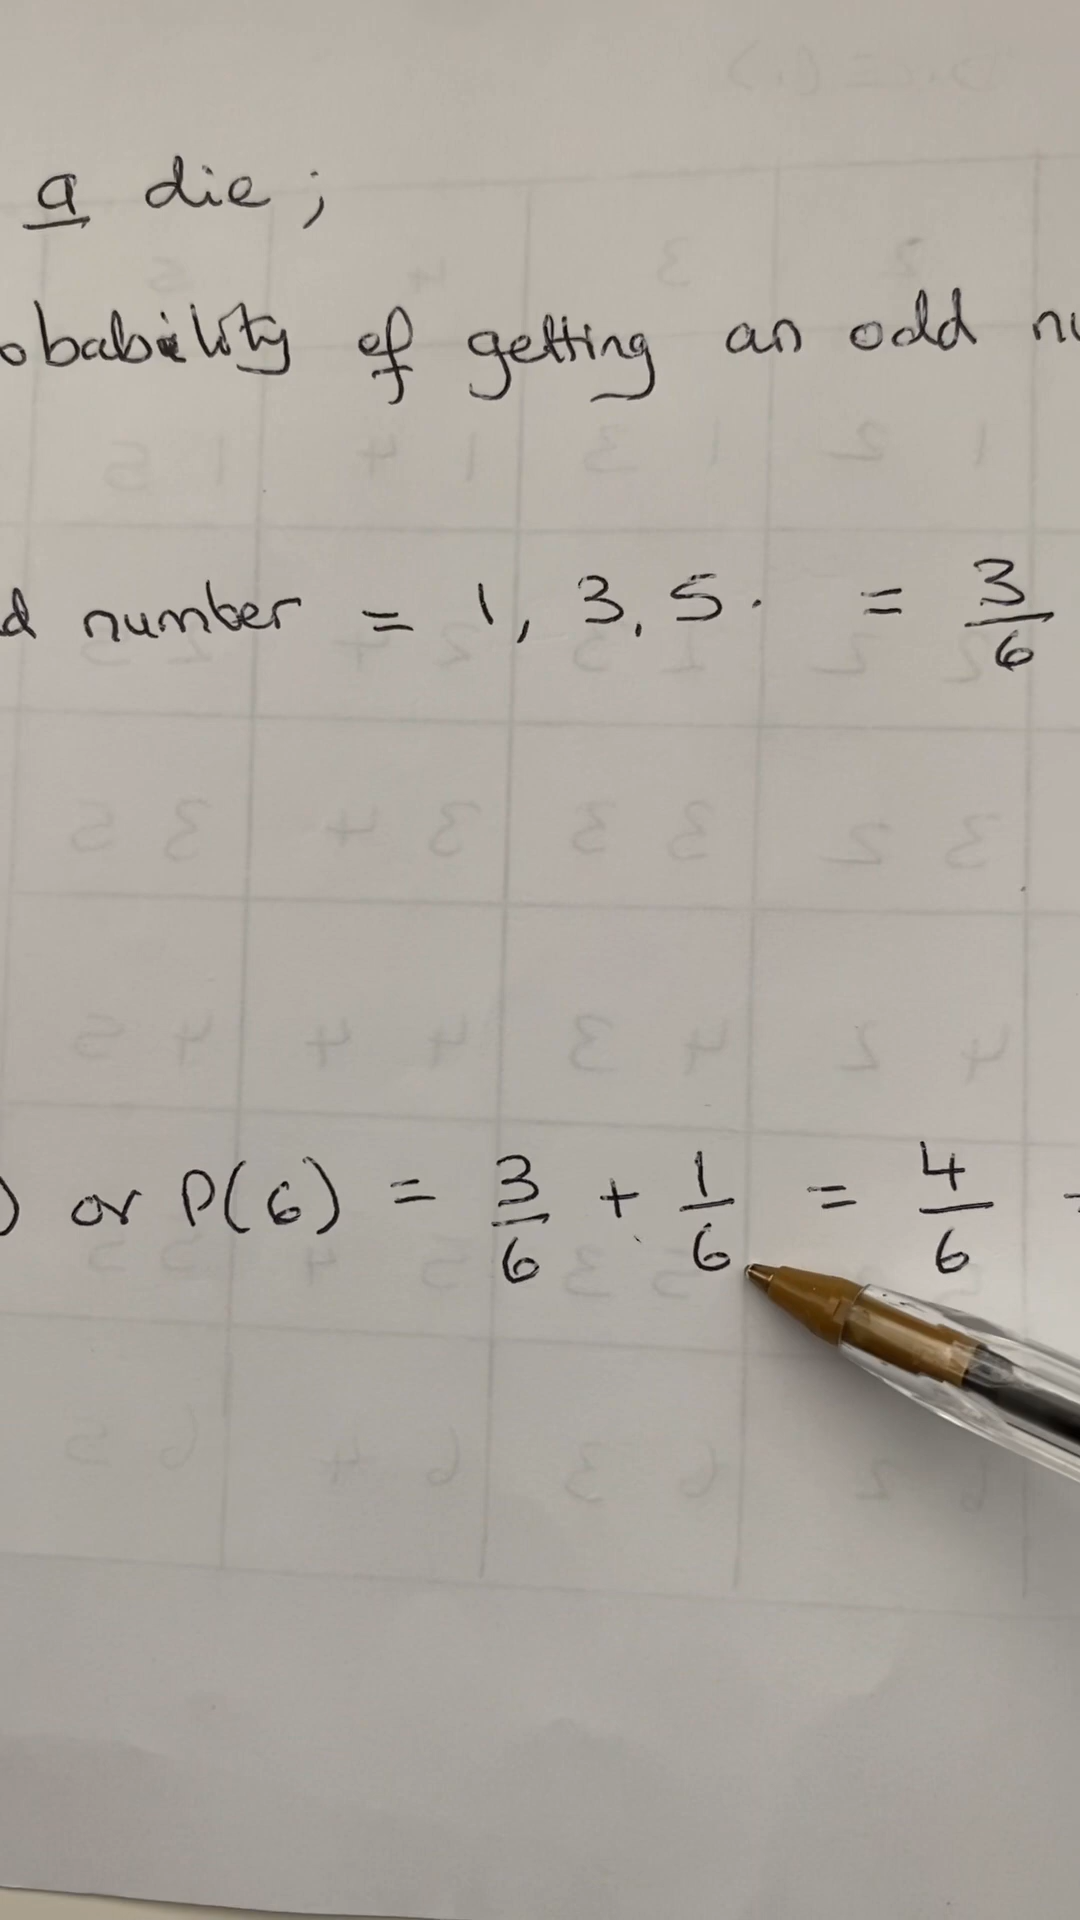 a die;
obability of getting an odd nu
d number = 1, 3, 5. = 3/6
) or P(6) = 3/6 + 1/6 = 4/6